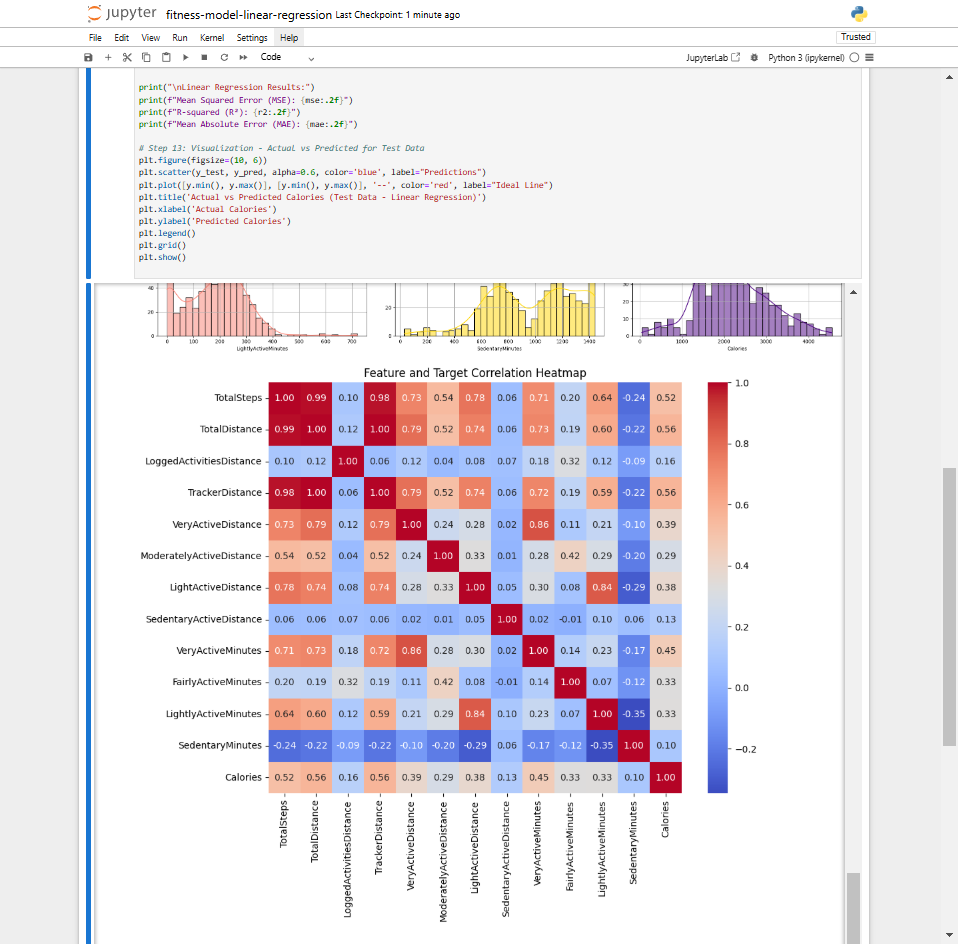 jupyter fitness-model-linear-regression Last Checkpoint: 1 minute ago
File Edit View Run Kernel Settings Help
Trusted
Code
JupyterLab
Python 3 (ipykernel)
print("\nLinear Regression Results:")
print(f"Mean Squared Error (MSE): {mse:.2f}")
print(f"R-squared (R²): {r2:.2f}")
print(f"Mean Absolute Error (MAE): {mae:.2f}")
# Step 13: Visualization - Actual vs Predicted for Test Data
plt.figure(figsize=(10, 6))
plt.scatter(y_test, y_pred, alpha=0.6, color='blue', label="Predictions")
plt.plot([y.min(), y.max()], [y.min(), y.max()], '--', color='red', label="Ideal Line")
plt.title('Actual vs Predicted Calories (Test Data - Linear Regression)')
plt.xlabel('Actual Calories')
plt.ylabel('Predicted Calories')
plt.legend()
plt.grid()
plt.show()
40
20
0
0 100 200 300 400 500 600 700
LightlyActiveMinutes
20
0
0 200 400 600 800 1000 1200 1400
SedentaryMinutes
20
10
0
0 1000 2000 3000 4000
Calories
Feature and Target Correlation Heatmap
TotalSteps 1.00 0.99 0.10 0.98 0.73 0.54 0.78 0.06 0.71 0.20 0.64 -0.24 0.52
TotalDistance 0.99 1.00 0.12 1.00 0.79 0.52 0.74 0.06 0.73 0.19 0.60 -0.22 0.56
LoggedActivitiesDistance 0.10 0.12 1.00 0.06 0.12 0.04 0.08 0.07 0.18 0.32 0.12 -0.09 0.16
TrackerDistance 0.98 1.00 0.06 1.00 0.79 0.52 0.74 0.06 0.72 0.19 0.59 -0.22 0.56
VeryActiveDistance 0.73 0.79 0.12 0.79 1.00 0.24 0.28 0.02 0.86 0.11 0.21 -0.10 0.39
ModeratelyActiveDistance 0.54 0.52 0.04 0.52 0.24 1.00 0.33 0.01 0.28 0.42 0.29 -0.20 0.29
LightActiveDistance 0.78 0.74 0.08 0.74 0.28 0.33 1.00 0.05 0.30 0.08 0.84 -0.29 0.38
SedentaryActiveDistance 0.06 0.06 0.07 0.06 0.02 0.01 0.05 1.00 0.02 -0.01 0.10 0.06 0.13
VeryActiveMinutes 0.71 0.73 0.18 0.72 0.86 0.28 0.30 0.02 1.00 0.14 0.23 -0.17 0.45
FairlyActiveMinutes 0.20 0.19 0.32 0.19 0.11 0.42 0.08 -0.01 0.14 1.00 0.07 -0.12 0.33
LightlyActiveMinutes 0.64 0.60 0.12 0.59 0.21 0.29 0.84 0.10 0.23 0.07 1.00 -0.35 0.33
SedentaryMinutes -0.24 -0.22 -0.09 -0.22 -0.10 -0.20 -0.29 0.06 -0.17 -0.12 -0.35 1.00 0.10
Calories 0.52 0.56 0.16 0.56 0.39 0.29 0.38 0.13 0.45 0.33 0.33 0.10 1.00
TotalSteps
TotalDistance
LoggedActivitiesDistance
TrackerDistance
VeryActiveDistance
ModeratelyActiveDistance
LightActiveDistance
SedentaryActiveDistance
VeryActiveMinutes
FairlyActiveMinutes
LightlyActiveMinutes
SedentaryMinutes
Calories
1.0
0.8
0.6
0.4
0.2
0.0
−0.2